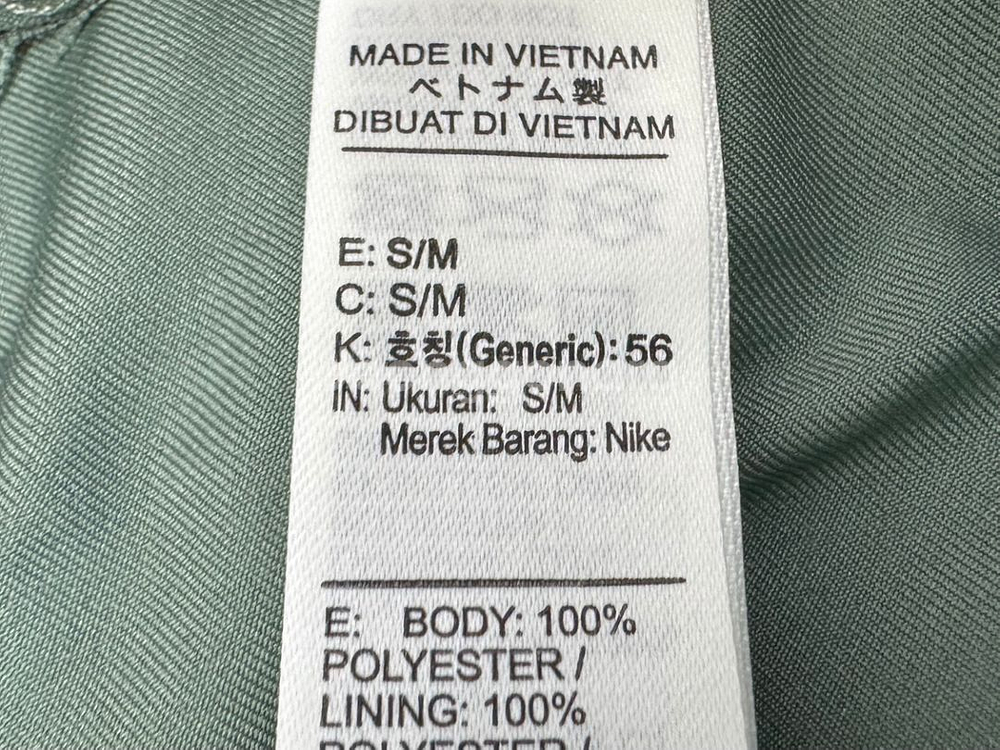 MADE IN VIETNAM
ベトナム製
DIBUAT DI VIETNAM
E: S/M
C: S/M
K: 호칭(Generic): 56
IN: Ukuran: S/M
Merek Barang: Nike
E: BODY: 100%
POLYESTER /
LINING: 100%
POLYESTER /